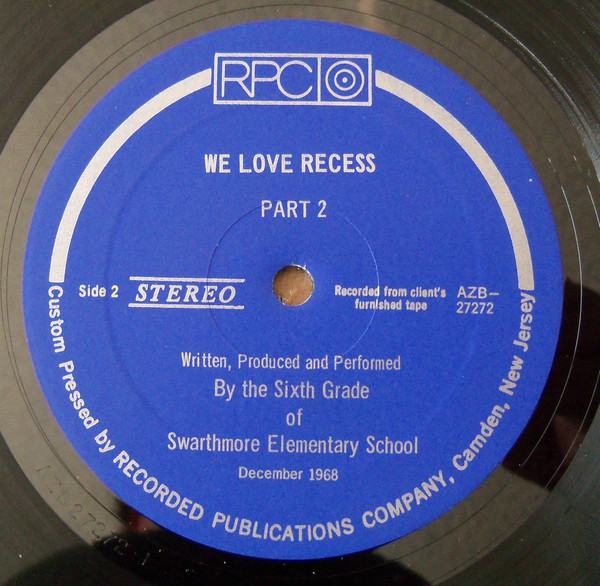 RPC
WE LOVE RECESS
PART 2
Side 2
STEREO
Recorded from client's
furnished tape
AZB-
27272
Written, Produced and Performed
By the Sixth Grade
of
Swarthmore Elementary School
December 1968
Custom Pressed by RECORDED PUBLICATIONS COMPANY, Camden, New Jersey